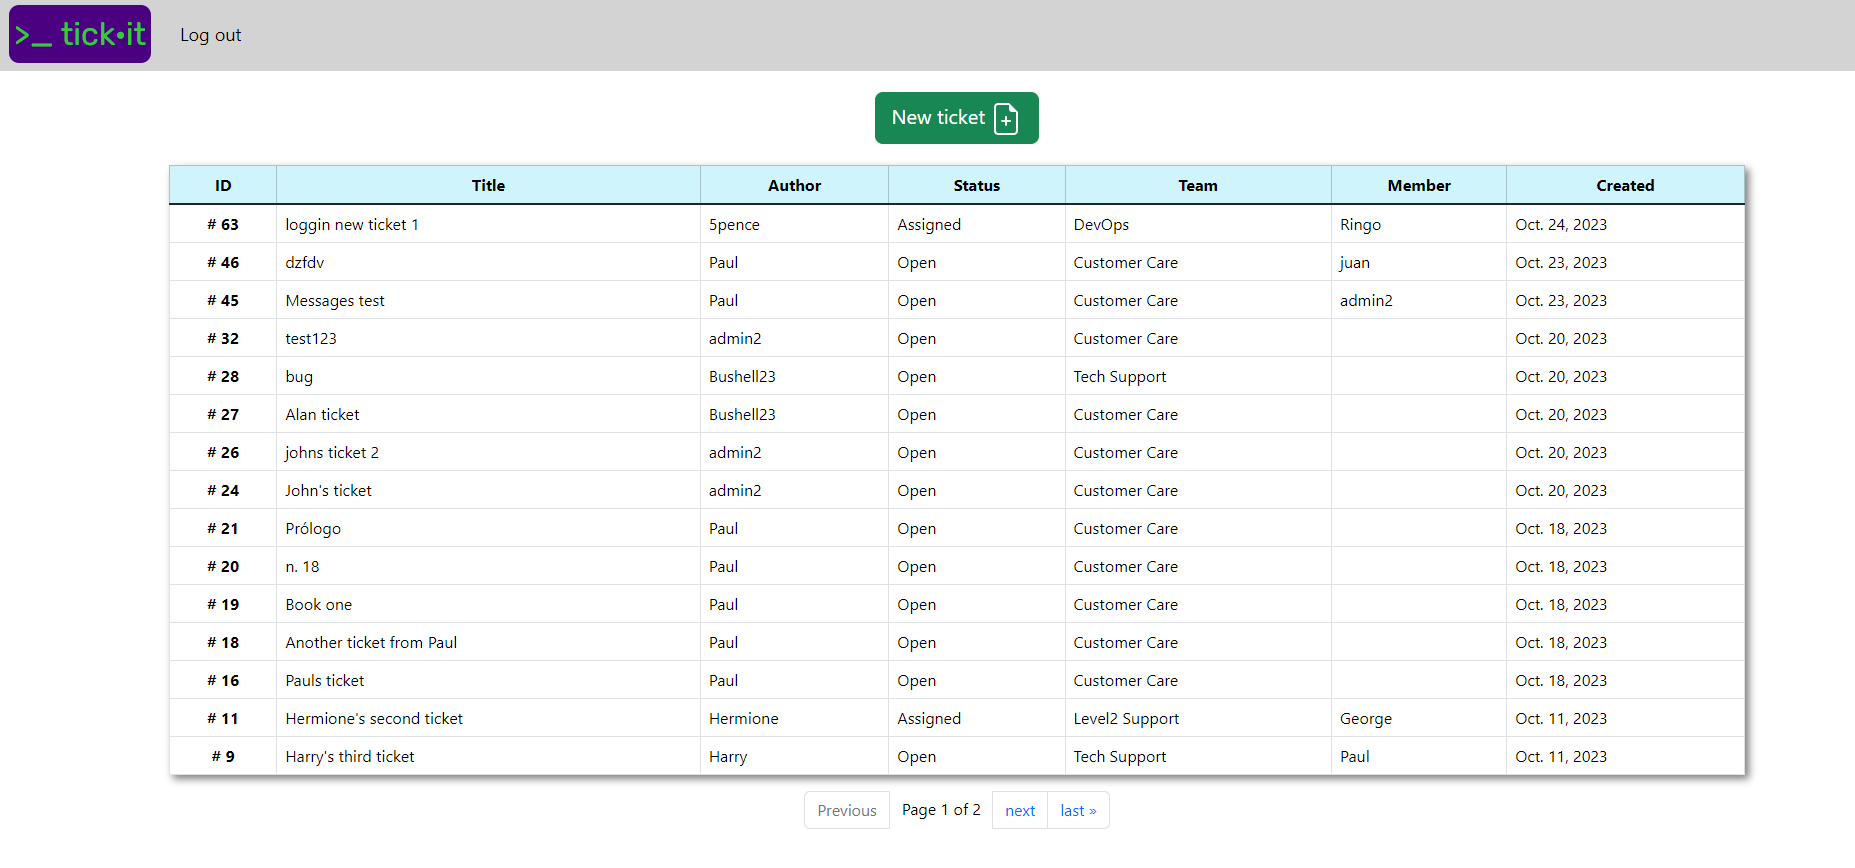 >_ tick•it Log out
New ticket
ID Title Author Status Team Member Created
# 63 loggin new ticket 1 5pence Assigned DevOps Ringo Oct. 24, 2023
# 46 dzfdv Paul Open Customer Care juan Oct. 23, 2023
# 45 Messages test Paul Open Customer Care admin2 Oct. 23, 2023
# 32 test123 admin2 Open Customer Care Oct. 20, 2023
# 28 bug Bushell23 Open Tech Support Oct. 20, 2023
# 27 Alan ticket Bushell23 Open Customer Care Oct. 20, 2023
# 26 johns ticket 2 admin2 Open Customer Care Oct. 20, 2023
# 24 John's ticket admin2 Open Customer Care Oct. 20, 2023
# 21 Prólogo Paul Open Customer Care Oct. 18, 2023
# 20 n. 18 Paul Open Customer Care Oct. 18, 2023
# 19 Book one Paul Open Customer Care Oct. 18, 2023
# 18 Another ticket from Paul Paul Open Customer Care Oct. 18, 2023
# 16 Pauls ticket Paul Open Customer Care Oct. 18, 2023
# 11 Hermione's second ticket Hermione Assigned Level2 Support George Oct. 11, 2023
# 9 Harry's third ticket Harry Open Tech Support Paul Oct. 11, 2023
Previous Page 1 of 2 next last »